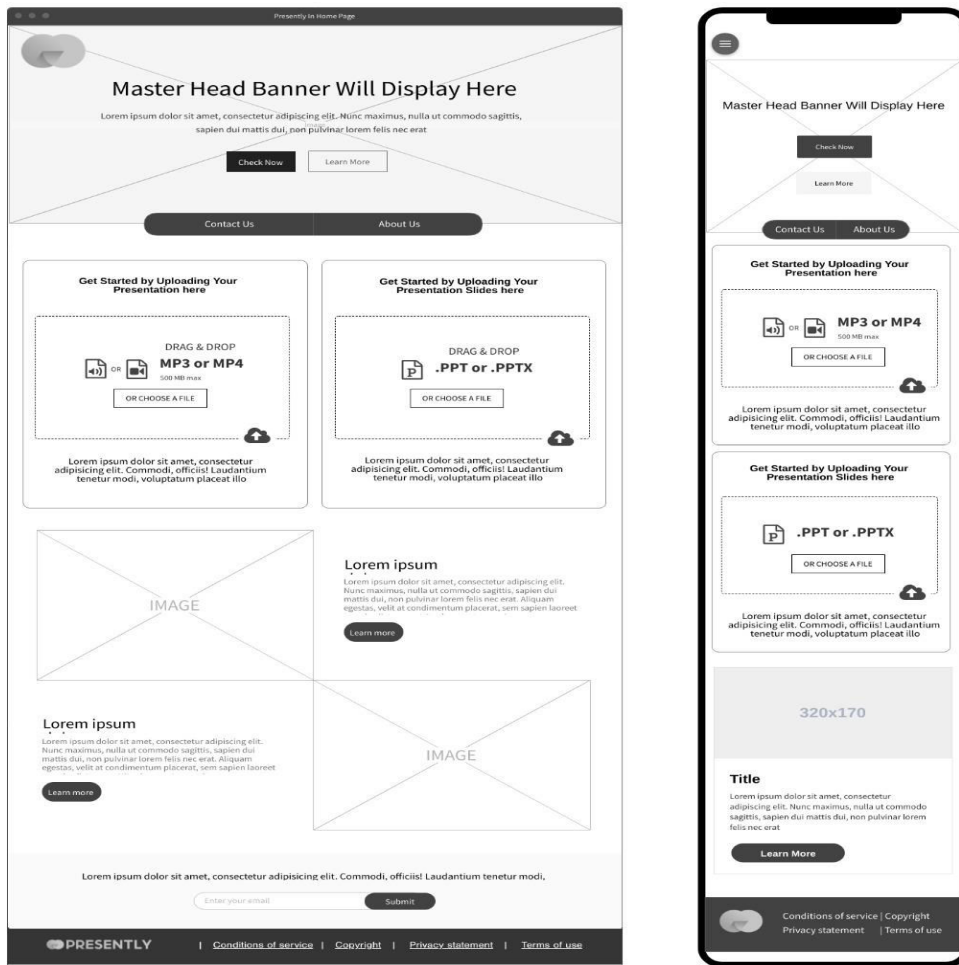 Presently In Home Page
Master Head Banner Will Display Here
Lorem ipsum dolor sit amet, consectetur adipiscing elit. Nunc maximus, nulla ut commodo sagittis,
sapien dui mattis dui, non pulvinar lorem felis nec erat
Check Now
Learn More
Contact Us
About Us
Get Started by Uploading Your
Presentation here
DRAG & DROP
OR
MP3 or MP4
500 MB max
OR CHOOSE A FILE
Lorem ipsum dolor sit amet, consectetur
adipisicing elit. Commodi, officiis! Laudantium
tenetur modi, voluptatum placeat illo
Get Started by Uploading Your
Presentation Slides here
DRAG & DROP
P
.PPT or .PPTX
OR CHOOSE A FILE
Lorem ipsum dolor sit amet, consectetur
adipisicing elit. Commodi, officiis! Laudantium
tenetur modi, voluptatum placeat illo
IMAGE
Lorem ipsum
Lorem ipsum dolor sit amet, consectetur adipiscing elit.
Nunc maximus, nulla ut commodo sagittis, sapien dui
mattis dui, non pulvinar lorem felis nec erat. Aliquam
egestas, velit at condimentum placerat, sem sapien laoreet
Learn more
Lorem ipsum
Lorem ipsum dolor sit amet, consectetur adipiscing elit.
Nunc maximus, nulla ut commodo sagittis, sapien dui
mattis dui, non pulvinar lorem felis nec erat. Aliquam
egestas, velit at condimentum placerat, sem sapien laoreet
Learn more
IMAGE
Lorem ipsum dolor sit amet, consectetur adipisicing elit. Commodi, officiis! Laudantium tenetur modi,
Enter your email
Submit
PRESENTLY | Conditions of service | Copyright | Privacy statement | Terms of use
Master Head Banner Will Display Here
Check Now
Learn More
Contact Us
About Us
Get Started by Uploading Your
Presentation here
OR
MP3 or MP4
500 MB max
OR CHOOSE A FILE
Lorem ipsum dolor sit amet, consectetur
adipisicing elit. Commodi, officiis! Laudantium
tenetur modi, voluptatum placeat illo
Get Started by Uploading Your
Presentation Slides here
P
.PPT or .PPTX
OR CHOOSE A FILE
Lorem ipsum dolor sit amet, consectetur
adipisicing elit. Commodi, officiis! Laudantium
tenetur modi, voluptatum placeat illo
320x170
Title
Lorem ipsum dolor sit amet, consectetur
adipiscing elit. Nunc maximus, nulla ut commodo
sagittis, sapien dui mattis dui, non pulvinar lorem
felis nec erat
Learn More
Conditions of service | Copyright
Privacy statement | Terms of use